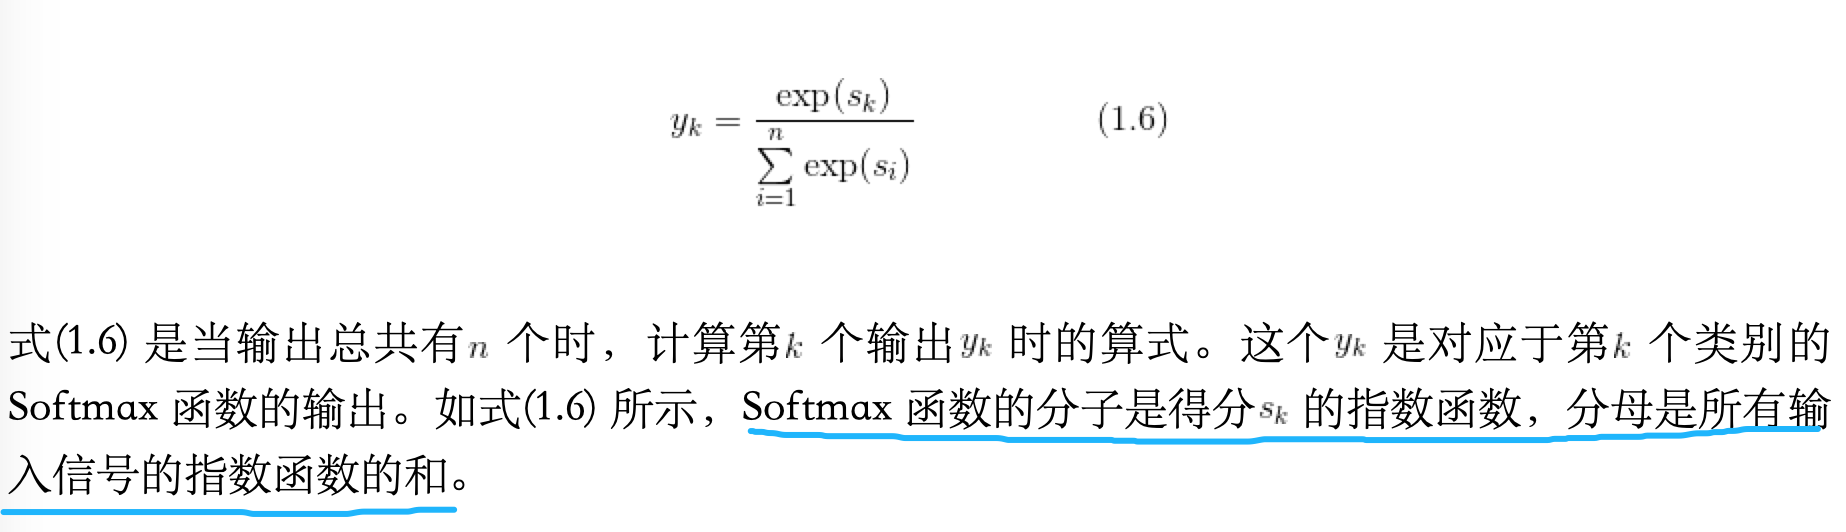 y_k = \frac{\exp(s_k)}{\sum_{i=1}^{n} \exp(s_i)} (1.6)
式(1.6) 是当输出总共有 n 个时，计算第 k 个输出 y_k 时的算式。这个 y_k 是对应于第 k 个类别的
Softmax 函数的输出。如式(1.6) 所示，Softmax 函数的分子是得分 s_k 的指数函数，分母是所有输
入信号的指数函数的和。